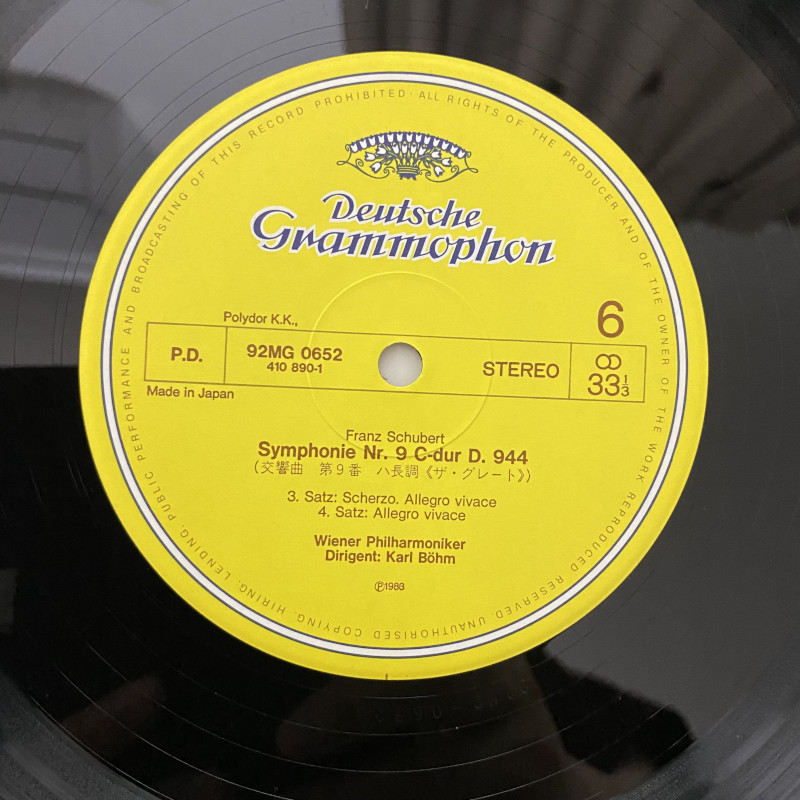 PUBLIC PERFORMANCE AND BROADCASTING OF THIS RECORD PROHIBITED · ALL RIGHTS OF THE PRODUCER AND OF THE OWNER OF THE WORK REPRODUCED RESERVED. UNAUTHORISED COPYING, HIRING, LENDING,
Deutsche
Grammophon
Polydor K.K.,
6
P.D.
92MG 0652
410 890-1
STEREO
33⅓
Made in Japan
Franz Schubert
Symphonie Nr. 9 C-dur D. 944
(交響曲 第9番 ハ長調《ザ・グレート》)
3. Satz: Scherzo. Allegro vivace
4. Satz: Allegro vivace
Wiener Philharmoniker
Dirigent: Karl Böhm
℗1983